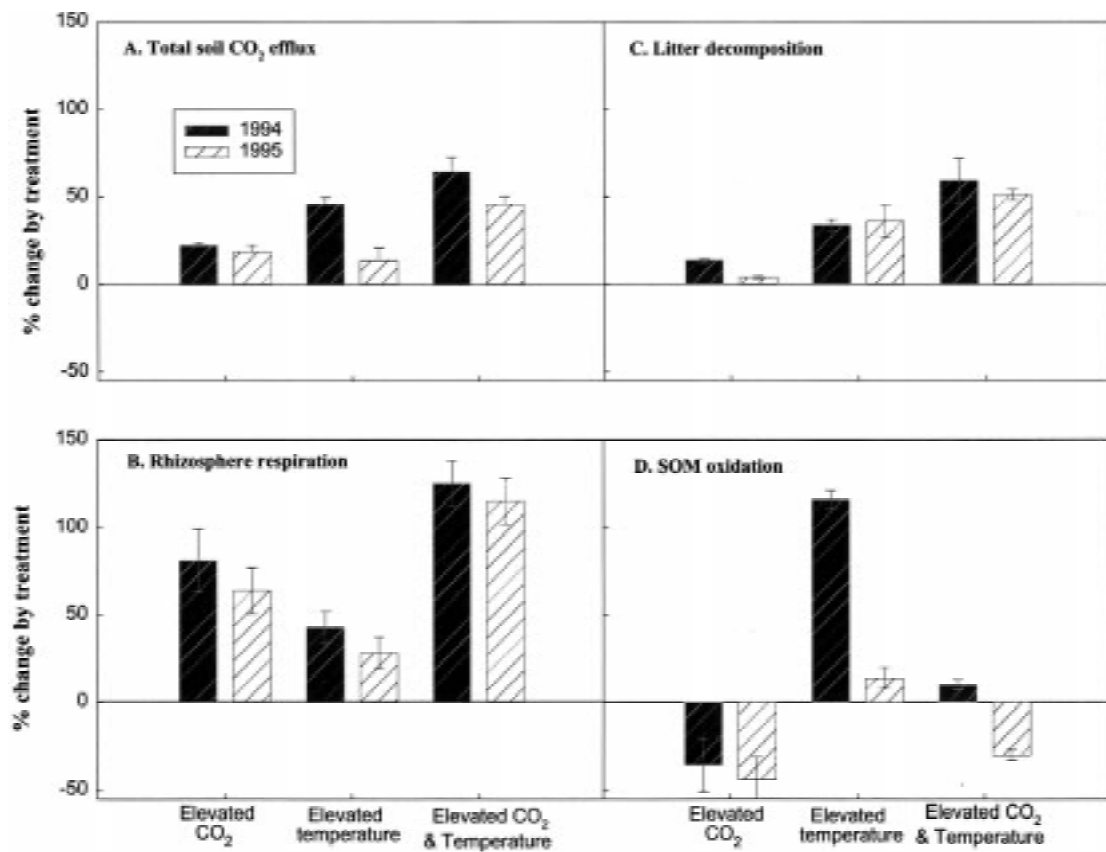 A. Total soil CO₂ efflux
C. Litter decomposition
1994
1995
150
100
50
0
-50
% change by treatment
B. Rhizosphere respiration
D. SOM oxidation
150
100
50
0
-50
% change by treatment
Elevated CO₂
Elevated temperature
Elevated CO₂ & Temperature
Elevated CO₂
Elevated temperature
Elevated CO₂ & Temperature